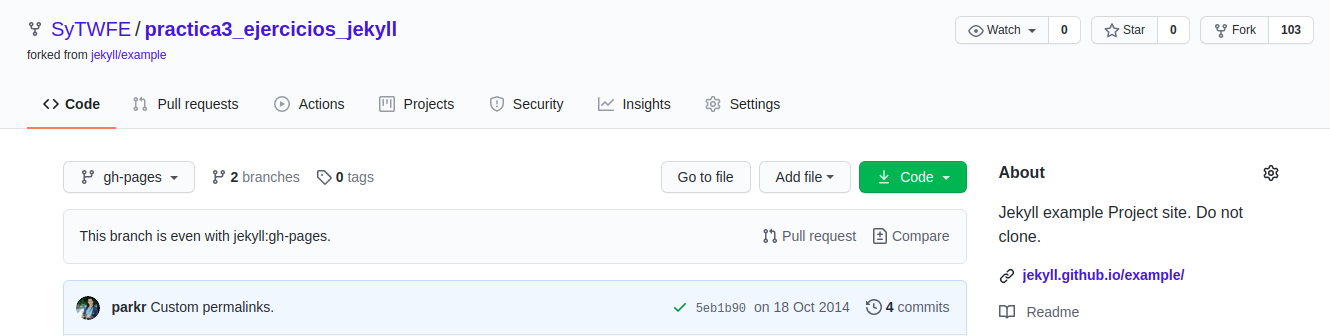 SyTWFE / practica3_ejercicios_jekyll
Watch 0 Star 0 Fork 103
forked from jekyll/example
Code Pull requests Actions Projects Security Insights Settings
gh-pages 2 branches 0 tags Go to file Add file Code
This branch is even with jekyll:gh-pages. Pull request Compare
parkr Custom permalinks. 5eb1b90 on 18 Oct 2014 4 commits
About
Jekyll example Project site. Do not
clone.
jekyll.github.io/example/
Readme